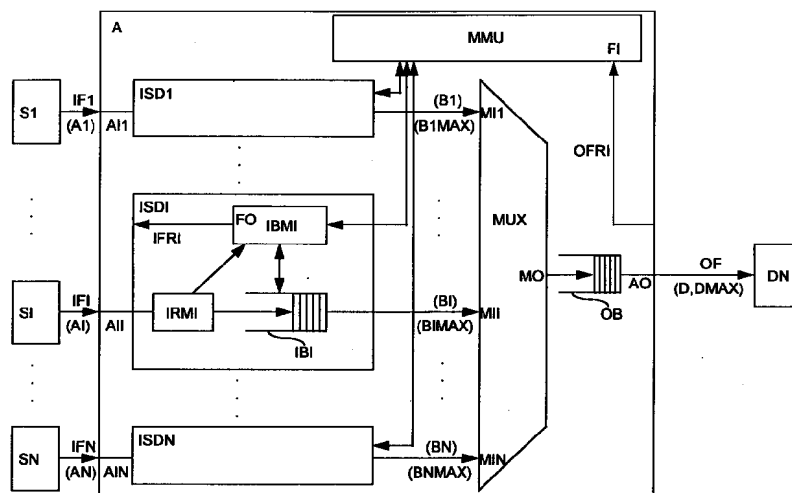 A
MMU
FI
ISD1
S1
IF1
(A1)
AI1
(B1)
(B1MAX)
MI1
OFRI
ISDI
FO
IBMI
IFRI
MUX
SI
IFI
(AI)
AII
IRMI
IBI
(BI)
(BIMAX)
MII
MO
OB
AO
OF
(D,DMAX)
DN
ISDN
SN
IFN
(AN)
AIN
(BN)
(BNMAX)
MIN